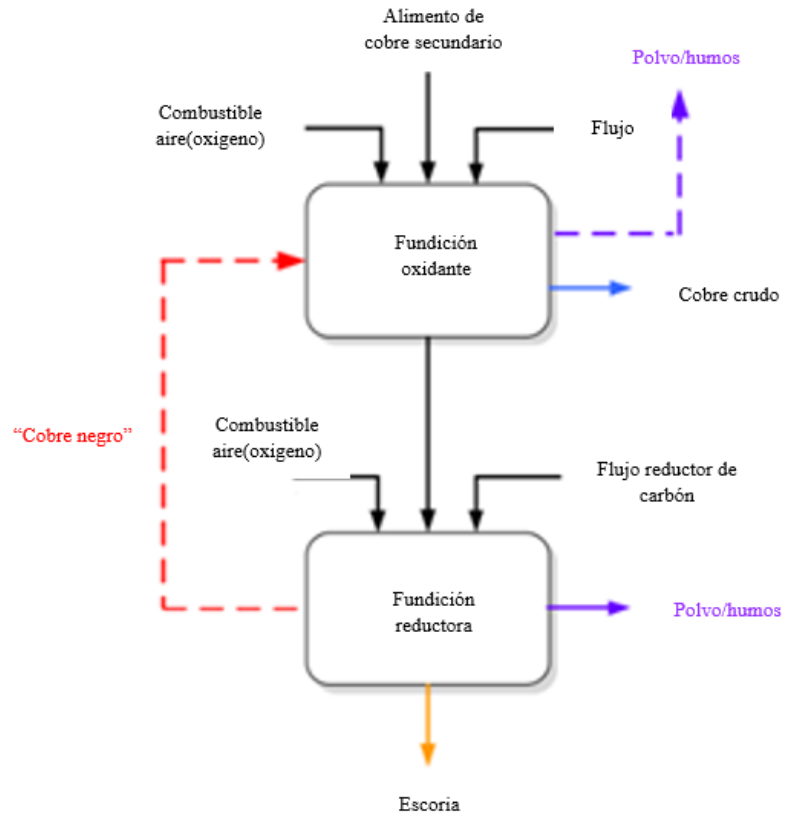 Alimento de
cobre secundario
Polvo/humos
Combustible
aire(oxigeno)
Flujo
Fundición
oxidante
Cobre crudo
“Cobre negro”
Combustible
aire(oxigeno)
Flujo reductor de
carbón
Fundición
reductora
Polvo/humos
Escoria